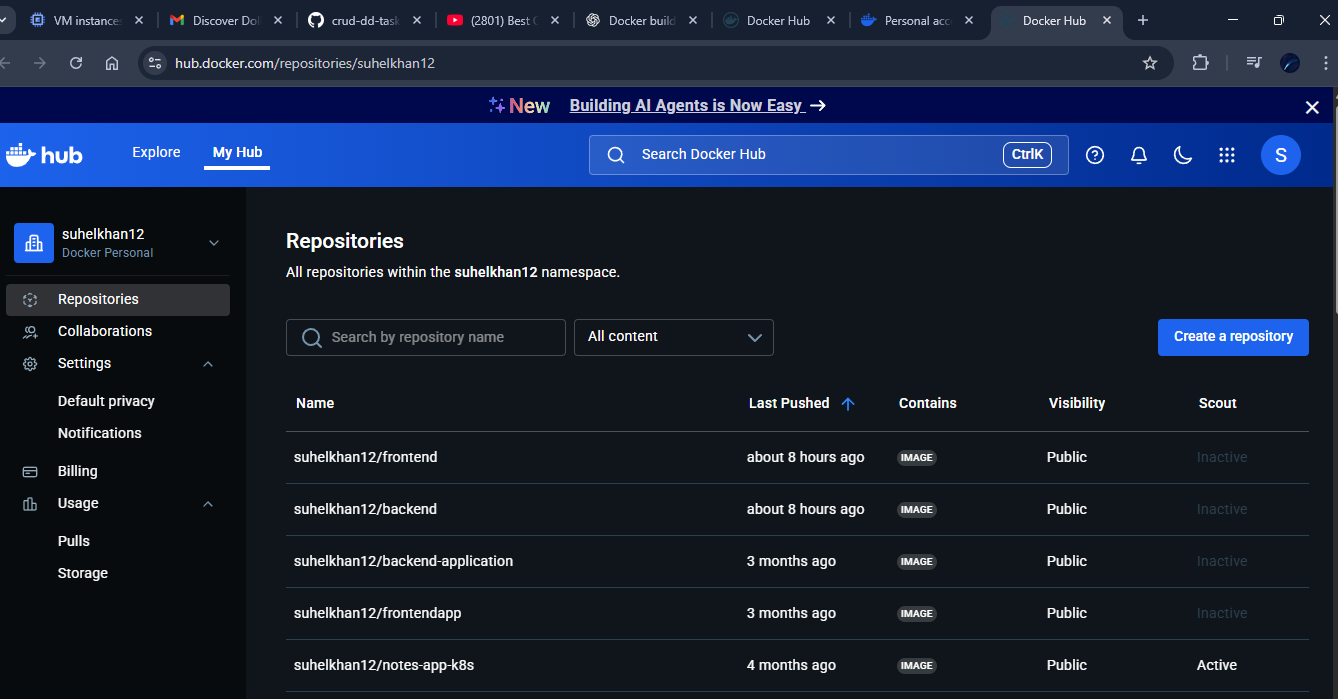 VM instances
Discover Do
crud-dd-task
(2801) Best
Docker build
Docker Hub
Personal acc
Docker Hub
hub.docker.com/repositories/suhelkhan12
New Building AI Agents is Now Easy →
hub
Explore
My Hub
Search Docker Hub
CtrlK
S
suhelkhan12
Docker Personal
Repositories
Collaborations
Settings
Default privacy
Notifications
Billing
Usage
Pulls
Storage
Repositories
All repositories within the suhelkhan12 namespace.
Search by repository name
All content
Create a repository
Name Last Pushed Contains Visibility Scout
suhelkhan12/frontend about 8 hours ago IMAGE Public Inactive
suhelkhan12/backend about 8 hours ago IMAGE Public Inactive
suhelkhan12/backend-application 3 months ago IMAGE Public Inactive
suhelkhan12/frontendapp 3 months ago IMAGE Public Inactive
suhelkhan12/notes-app-k8s 4 months ago IMAGE Public Active